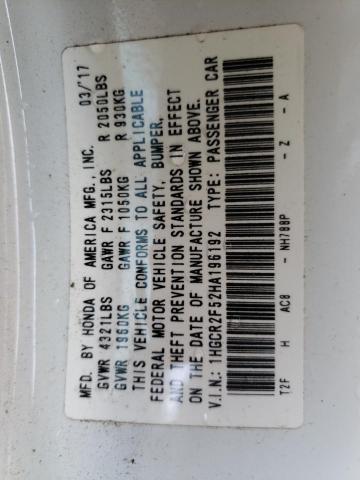 MFD. BY HONDA OF AMERICA MFG., INC. 03/'17
GVWR 4321LBS GAWR F 2315LBS R 2050LBS
GVWR 1960KG GAWR F 1050KG R 930KG
THIS VEHICLE CONFORMS TO ALL APPLICABLE
FEDERAL MOTOR VEHICLE SAFETY, BUMPER,
AND THEFT PREVENTION STANDARDS IN EFFECT
ON THE DATE OF MANUFACTURE SHOWN ABOVE.
V.I.N.: 1HGCR2F52HA196192 TYPE: PASSENGER CAR
T2F H AC8 - NH788P - Z - A